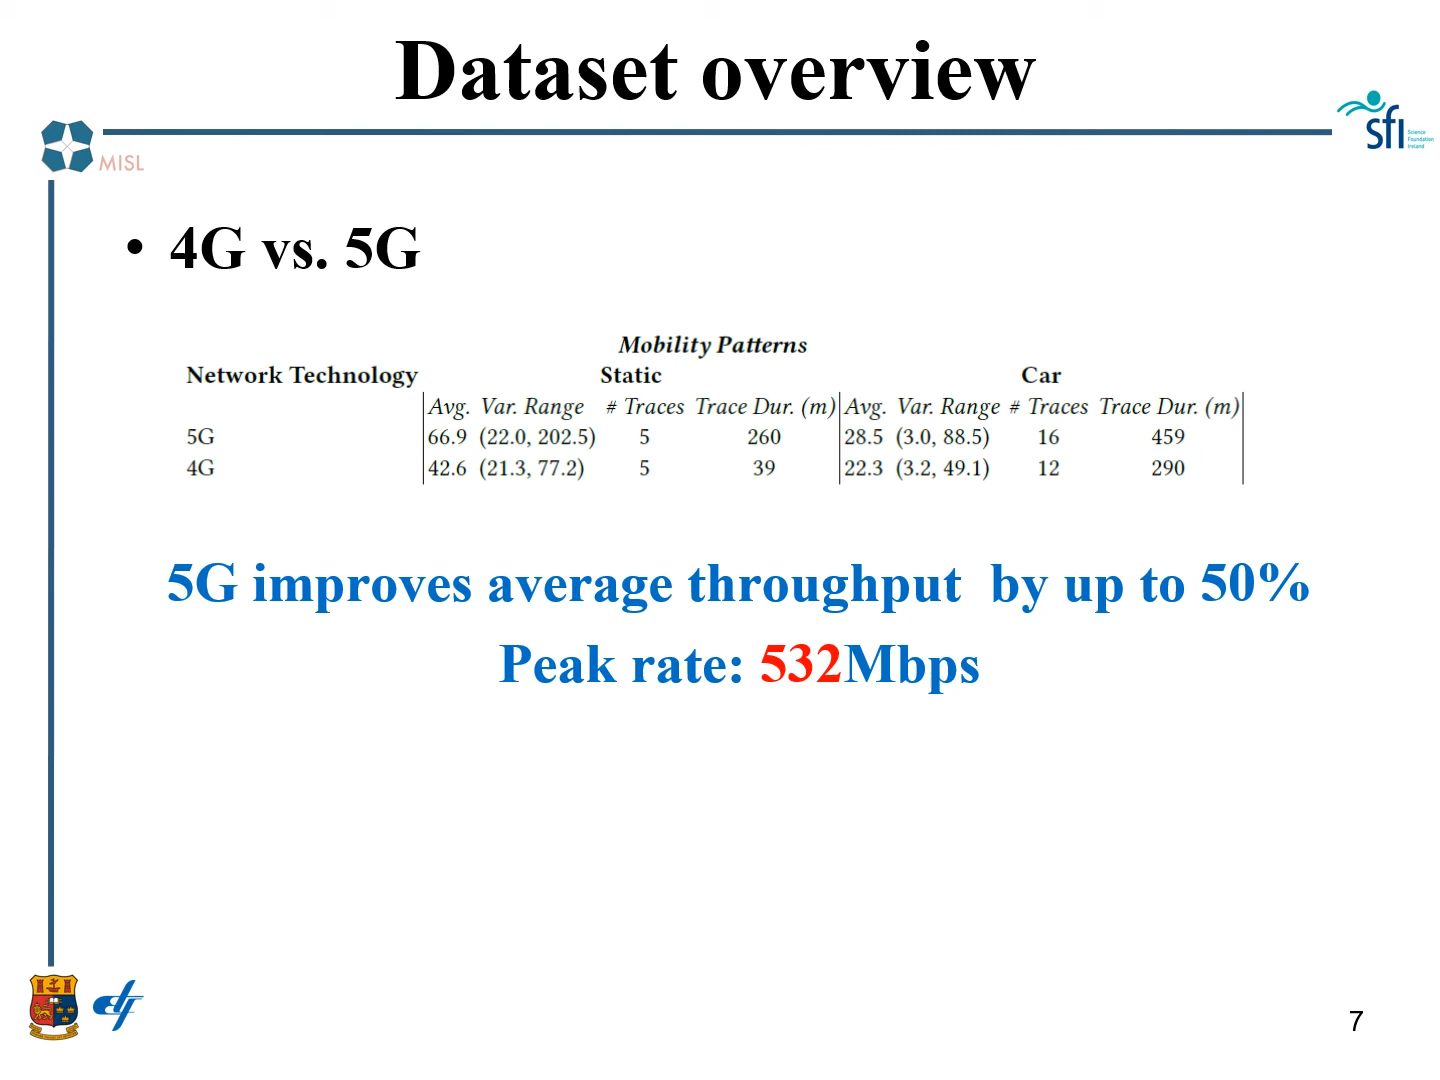 Dataset overview
MISL
sfi Science Foundation Ireland
• 4G vs. 5G
Mobility Patterns
Network Technology Static Car
Avg. Var. Range # Traces Trace Dur. (m) Avg. Var. Range # Traces Trace Dur. (m)
5G 66.9 (22.0, 202.5) 5 260 28.5 (3.0, 88.5) 16 459
4G 42.6 (21.3, 77.2) 5 39 22.3 (3.2, 49.1) 12 290
5G improves average throughput by up to 50%
Peak rate: 532Mbps
7